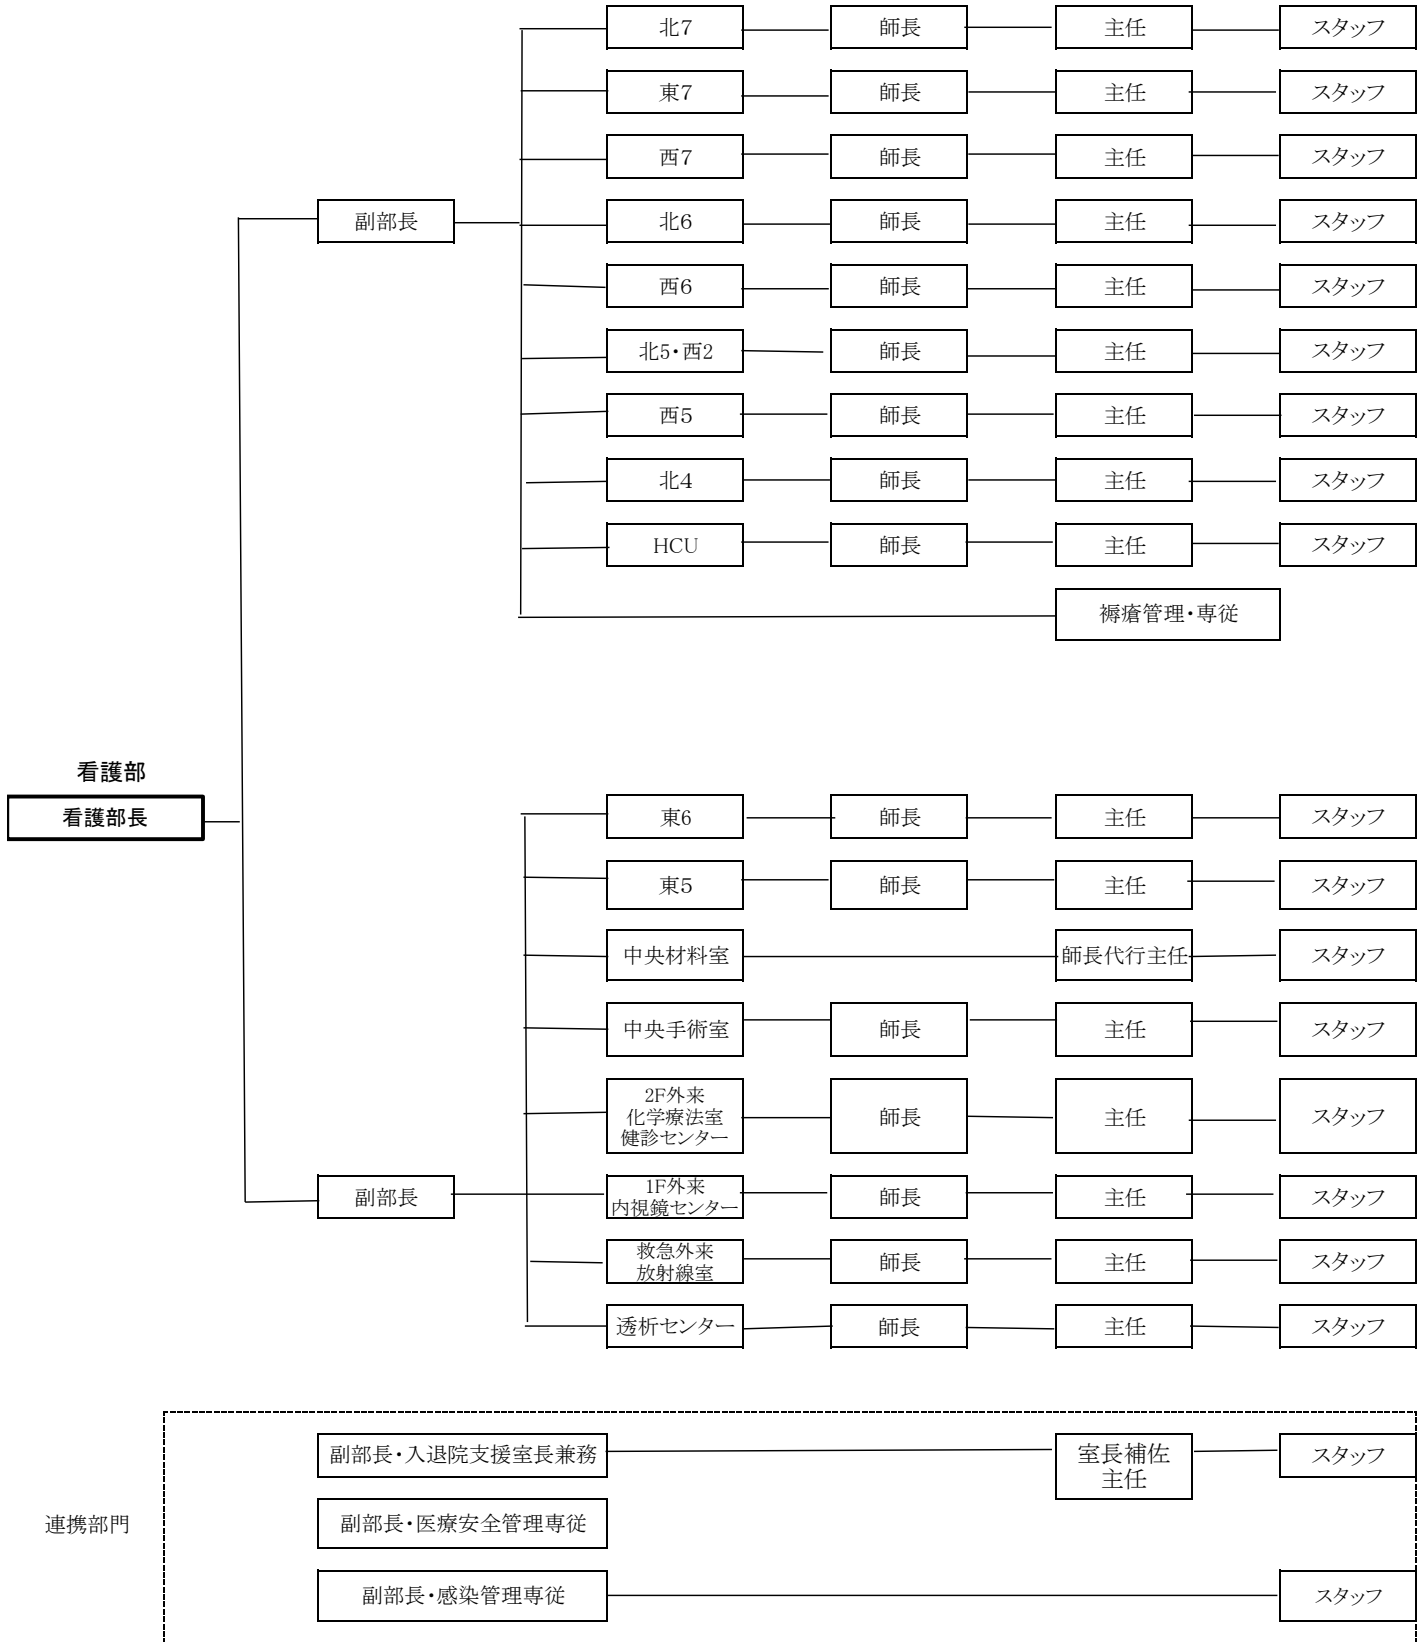 北7 師長 主任 スタッフ
東7 師長 主任 スタッフ
西7 師長 主任 スタッフ
副部長 北6 師長 主任 スタッフ
西6 師長 主任 スタッフ
北5・西2 師長 主任 スタッフ
西5 師長 主任 スタッフ
北4 師長 主任 スタッフ
HCU 師長 主任 スタッフ
褥瘡管理・専従
看護部
看護部長
東6 師長 主任 スタッフ
東5 師長 主任 スタッフ
中央材料室 師長代行主任 スタッフ
中央手術室 師長 主任 スタッフ
2F外来
化学療法室
健診センター
師長 主任 スタッフ
副部長
1F外来
内視鏡センター
師長 主任 スタッフ
救急外来
放射線室
師長 主任 スタッフ
透析センター 師長 主任 スタッフ
連携部門
副部長・入退院支援室長兼務
室長補佐
主任
スタッフ
副部長・医療安全管理専従
副部長・感染管理専従 スタッフ